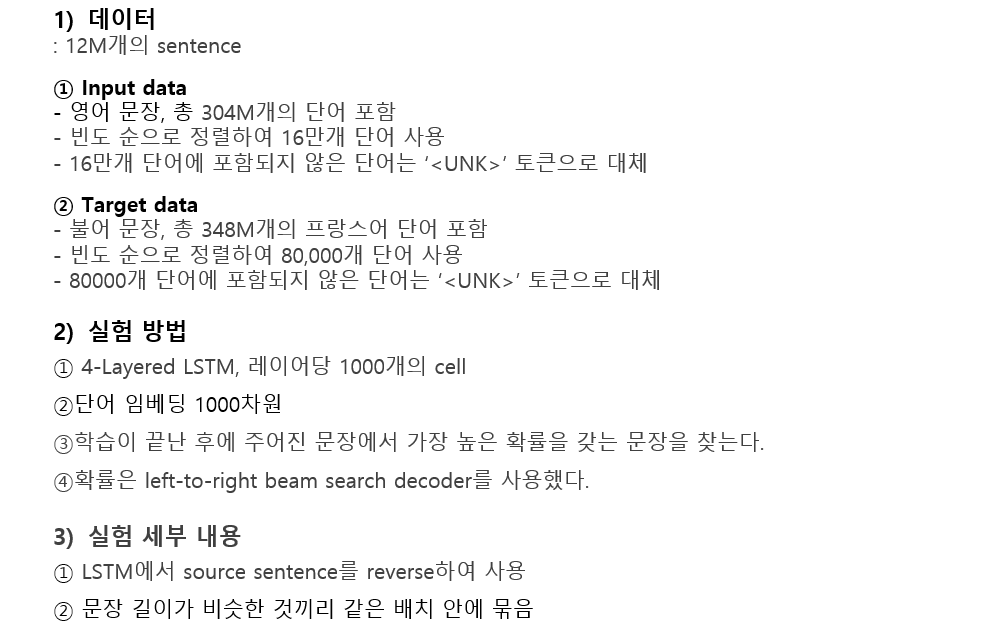 1) 데이터
: 12M개의 sentence
① Input data
- 영어 문장, 총 304M개의 단어 포함
- 빈도 순으로 정렬하여 16만개 단어 사용
- 16만개 단어에 포함되지 않은 단어는 ‘<UNK>’ 토큰으로 대체
② Target data
- 불어 문장, 총 348M개의 프랑스어 단어 포함
- 빈도 순으로 정렬하여 80,000개 단어 사용
- 80000개 단어에 포함되지 않은 단어는 ‘<UNK>’ 토큰으로 대체
2) 실험 방법
① 4-Layered LSTM, 레이어당 1000개의 cell
②단어 임베딩 1000차원
③학습이 끝난 후에 주어진 문장에서 가장 높은 확률을 갖는 문장을 찾는다.
④확률은 left-to-right beam search decoder를 사용했다.
3) 실험 세부 내용
① LSTM에서 source sentence를 reverse하여 사용
② 문장 길이가 비슷한 것끼리 같은 배치 안에 묶음